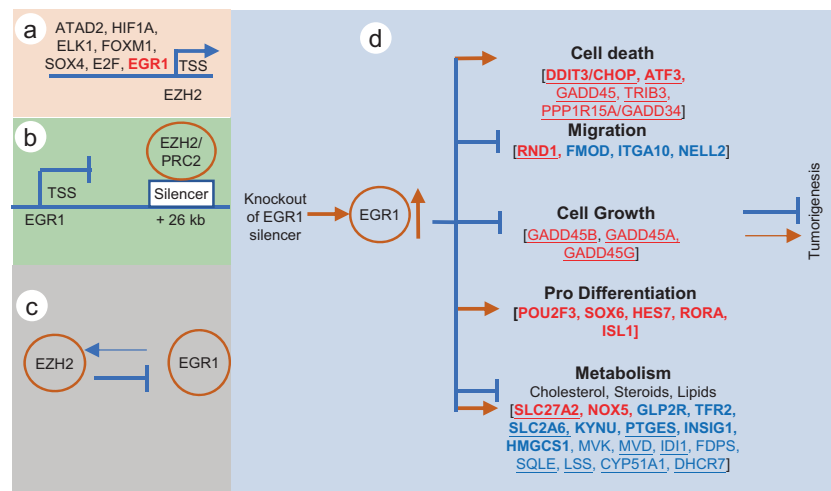 a
ATAD2, HIF1A,
ELK1, FOXM1,
SOX4, E2F, EGR1
TSS
EZH2
b
EZH2/
PRC2
TSS
Silencer
EGR1
+ 26 kb
c
EZH2
EGR1
d
Knockout
of EGR1
silencer
EGR1
Cell death
[DDIT3/CHOP, ATF3,
GADD45, TRIB3,
PPP1R15A/GADD34]
Migration
[RND1, FMOD, ITGA10, NELL2]
Cell Growth
[GADD45B, GADD45A,
GADD45G]
Pro Differentiation
[POU2F3, SOX6, HES7, RORA,
ISL1]
Metabolism
Cholesterol, Steroids, Lipids
[SLC27A2, NOX5, GLP2R, TFR2,
SLC2A6, KYNU, PTGES, INSIG1,
HMGCS1, MVK, MVD, IDI1, FDPS,
SQLE, LSS, CYP51A1, DHCR7]
Tumorigenesis